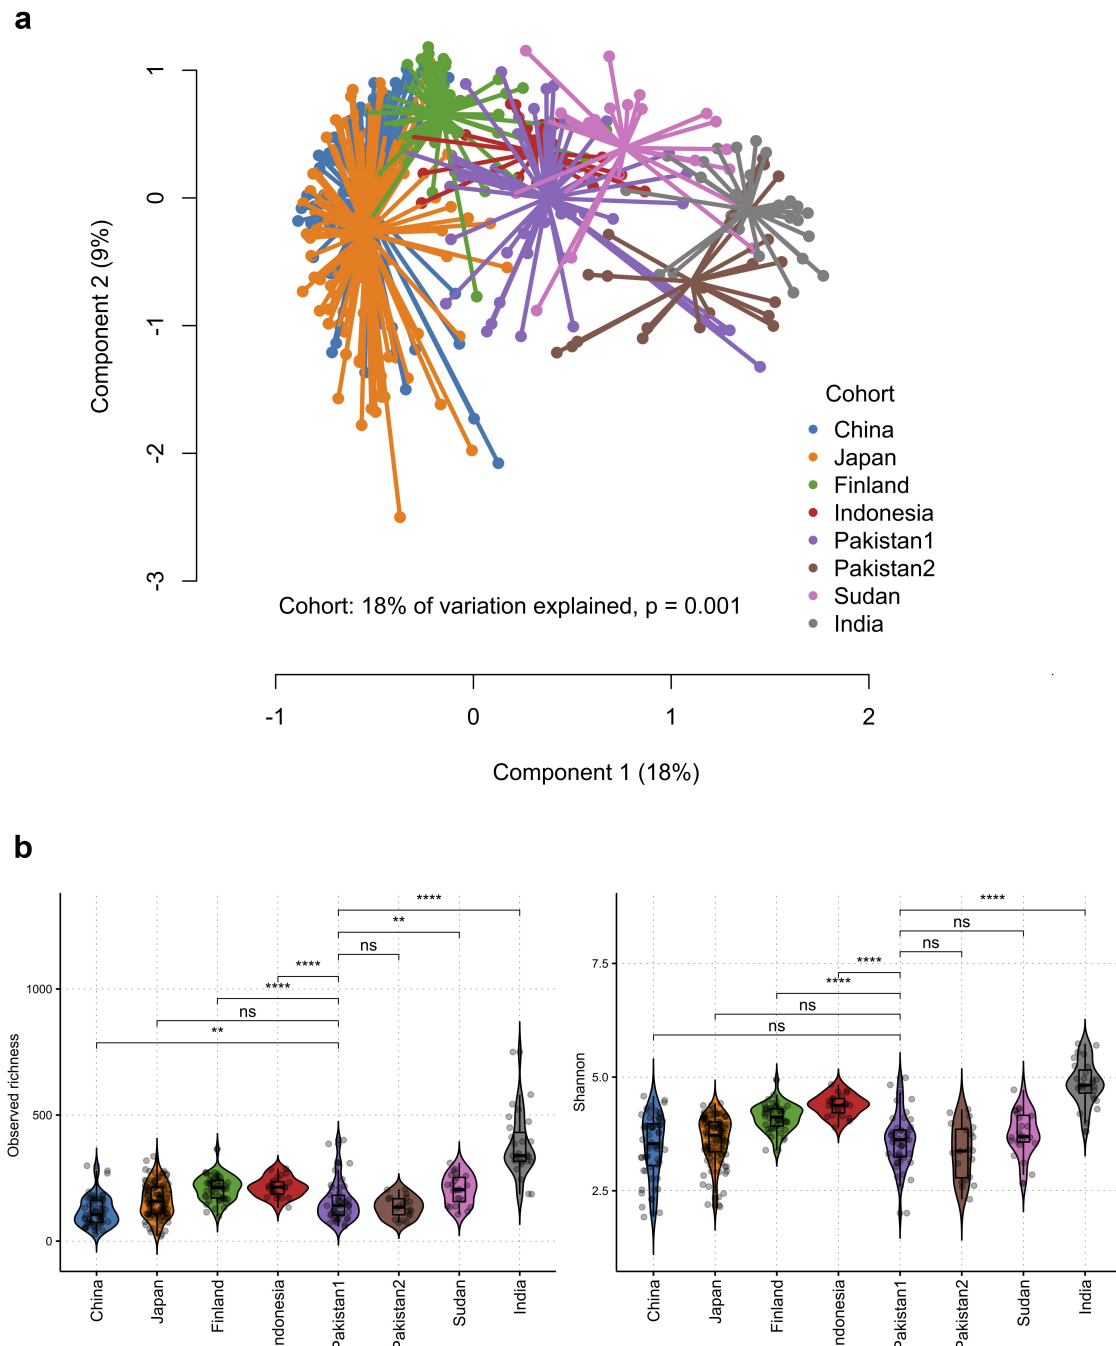 a
1
0
-1
-2
-3
Component 2 (9%)
Cohort
China
Japan
Finland
Indonesia
Pakistan1
Pakistan2
Sudan
India
Cohort: 18% of variation explained, p = 0.001
-1
0
1
2
Component 1 (18%)
b
****
**
ns
****
****
ns
**
1000
500
0
Observed richness
China
Japan
Finland
ndonesia
Pakistan1
Pakistan2
Sudan
India
****
ns
ns
****
****
ns
ns
7.5
5.0
2.5
Shannon
China
Japan
Finland
ndonesia
Pakistan1
Pakistan2
Sudan
India